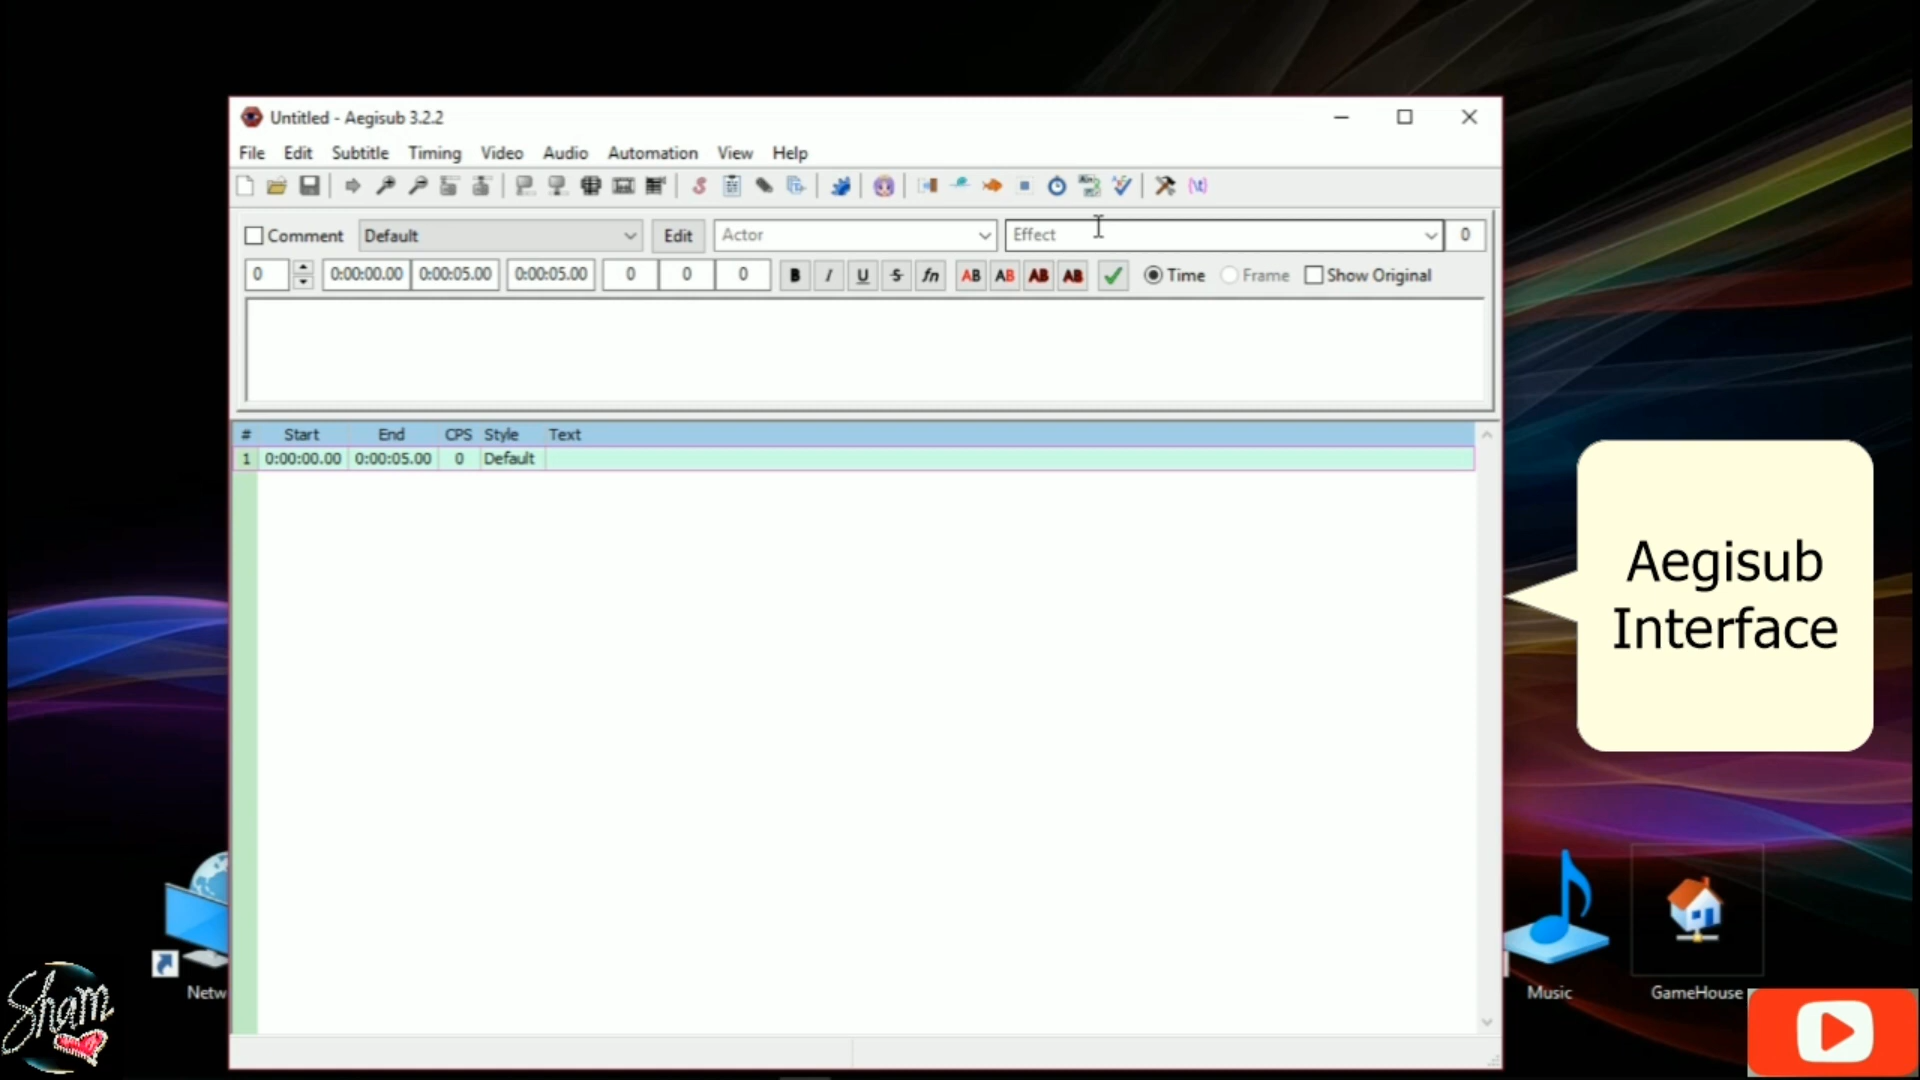 Untitled - Aegisub 3.2.2
File Edit Subtitle Timing Video Audio Automation View Help
Comment Default Edit Actor Effect 0
0 0:00:00.00 0:00:05.00 0:00:05.00 0 0 0 B I U S fn AB AB AB AB Time Frame Show Original
# Start End CPS Style Text
1 0:00:00.00 0:00:05.00 0 Default
Aegisub
Interface
Netw
Music
GameHouse
Sham